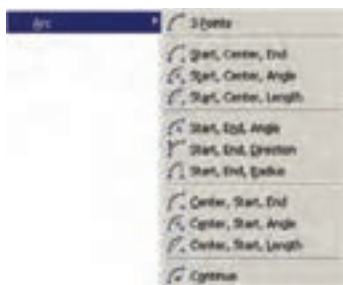 Arc
3 Points
Start, Center, End
Start, Center, Angle
Start, Center, Length
Start, End, Angle
Start, End, Direction
Start, End, Radius
Center, Start, End
Center, Start, Angle
Center, Start, Length
Continue